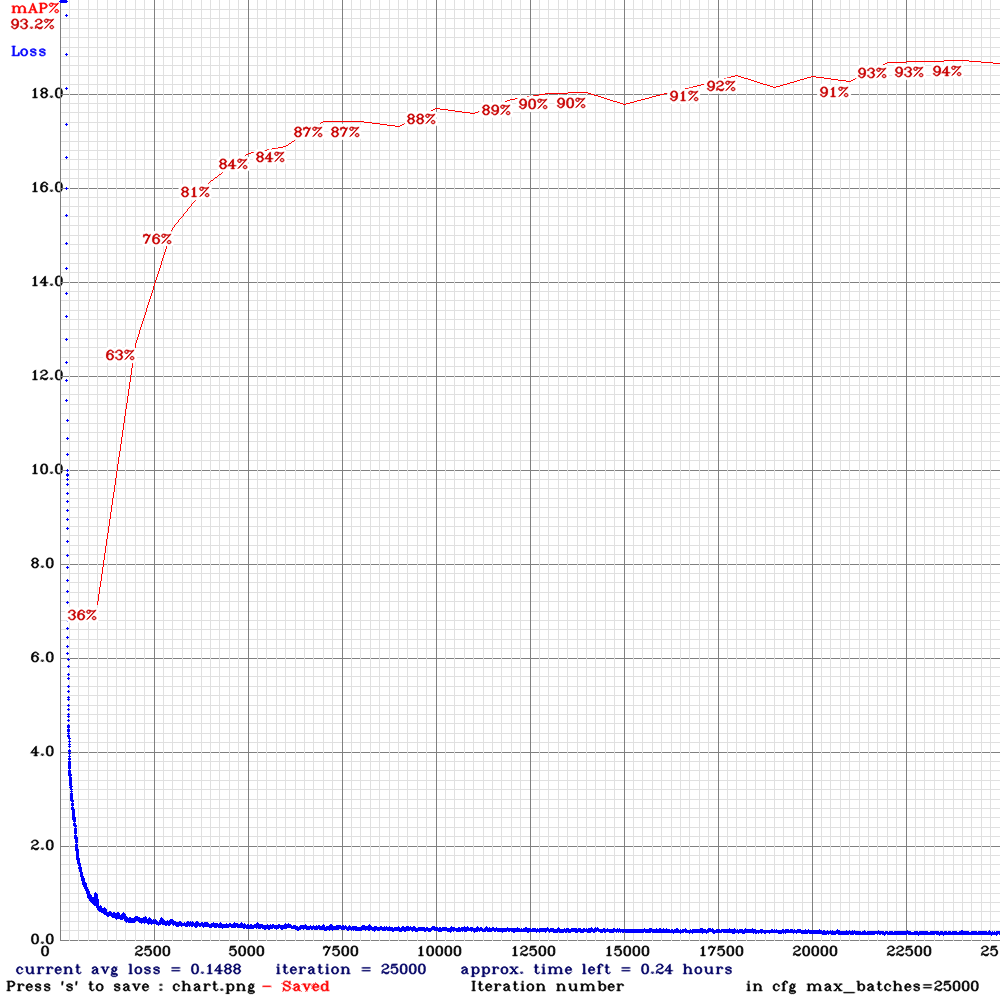 mAP%
93.2%
Loss
18.0
16.0
14.0
12.0
10.0
8.0
6.0
4.0
2.0
0.0
36%
63%
76%
81%
84% 84%
87% 87%
88%
89% 90% 90%
91% 92%
91%
93% 93% 94%
0 2500 5000 7500 10000 12500 15000 17500 20000 22500 25
current avg loss = 0.1488 iteration = 25000 approx. time left = 0.24 hours
Press 's' to save : chart.png - Saved Iteration number in cfg max_batches=25000